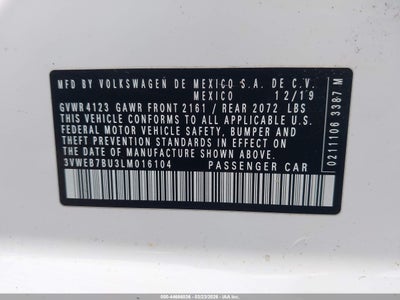 MFD BY VOLKSWAGEN DE MEXICO S.A. DE C.V.
MEXICO 12/19
GVWR 4123 GAWR FRONT 2161 / REAR 2072 LBS
THIS VEHICLE CONFORMS TO ALL APPLICABLE
FEDERAL MOTOR VEHICLE SAFETY, BUMPER AND
THEFT PREVENTION STANDARDS IN EFFECT ON
THE DATE OF MANUFACTURE SHOWN ABOVE.
3VWEB7BU3LM016104 PASSENGER CAR
0211106 3387 M